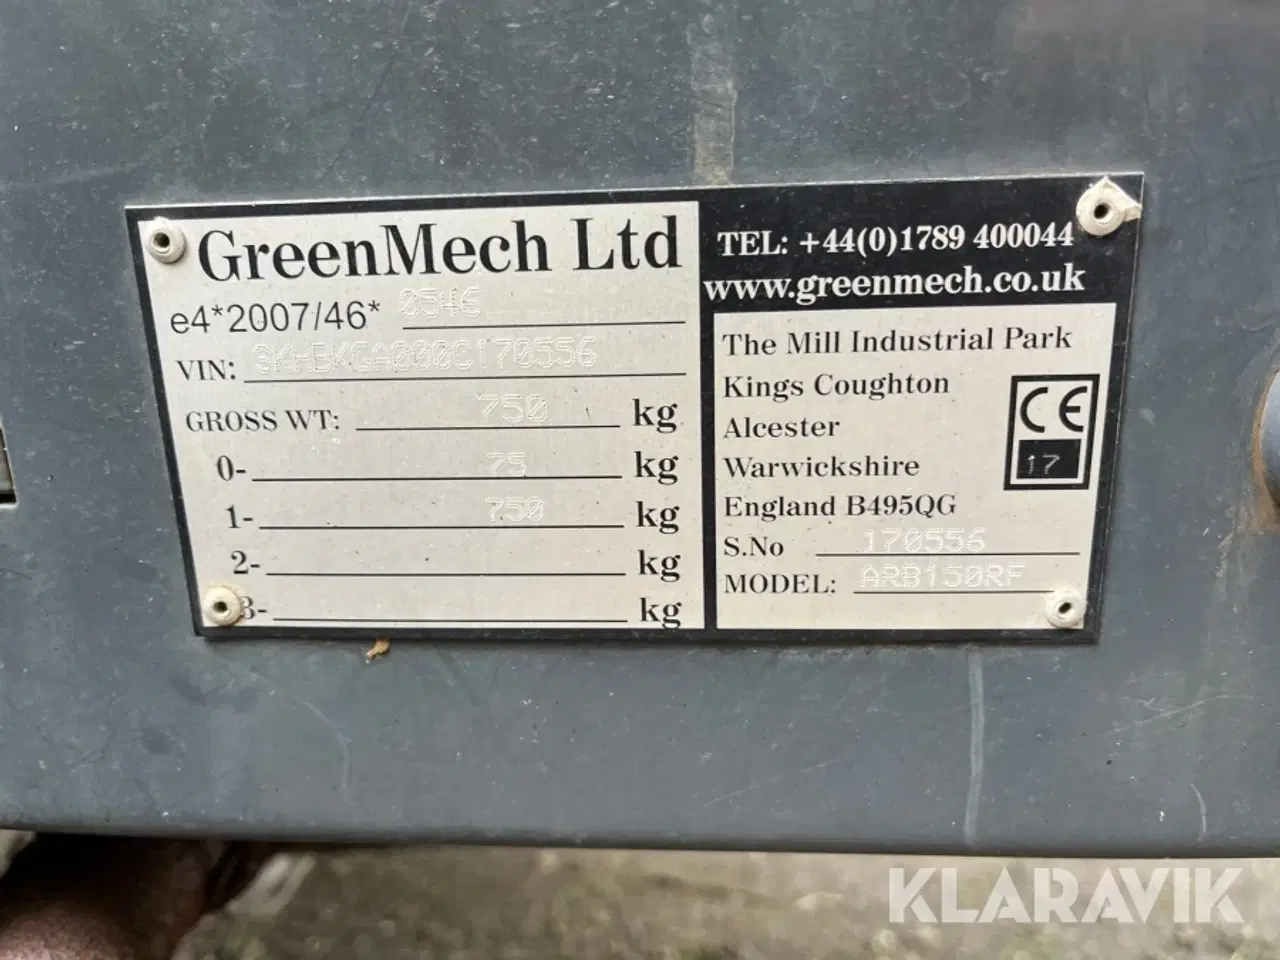 GreenMech Ltd
e4*2007/46* 0546
VIN:
GROSS WT: 750 kg
0- 75 kg
1- 750 kg
2- kg
3- kg
TEL: +44(0)1789 400044
www.greenmech.co.uk
The Mill Industrial Park
Kings Coughton
Alcester
Warwickshire
England B495QG
CE
17
S.No 170556
MODEL: ARB150RF
KLARAVIK